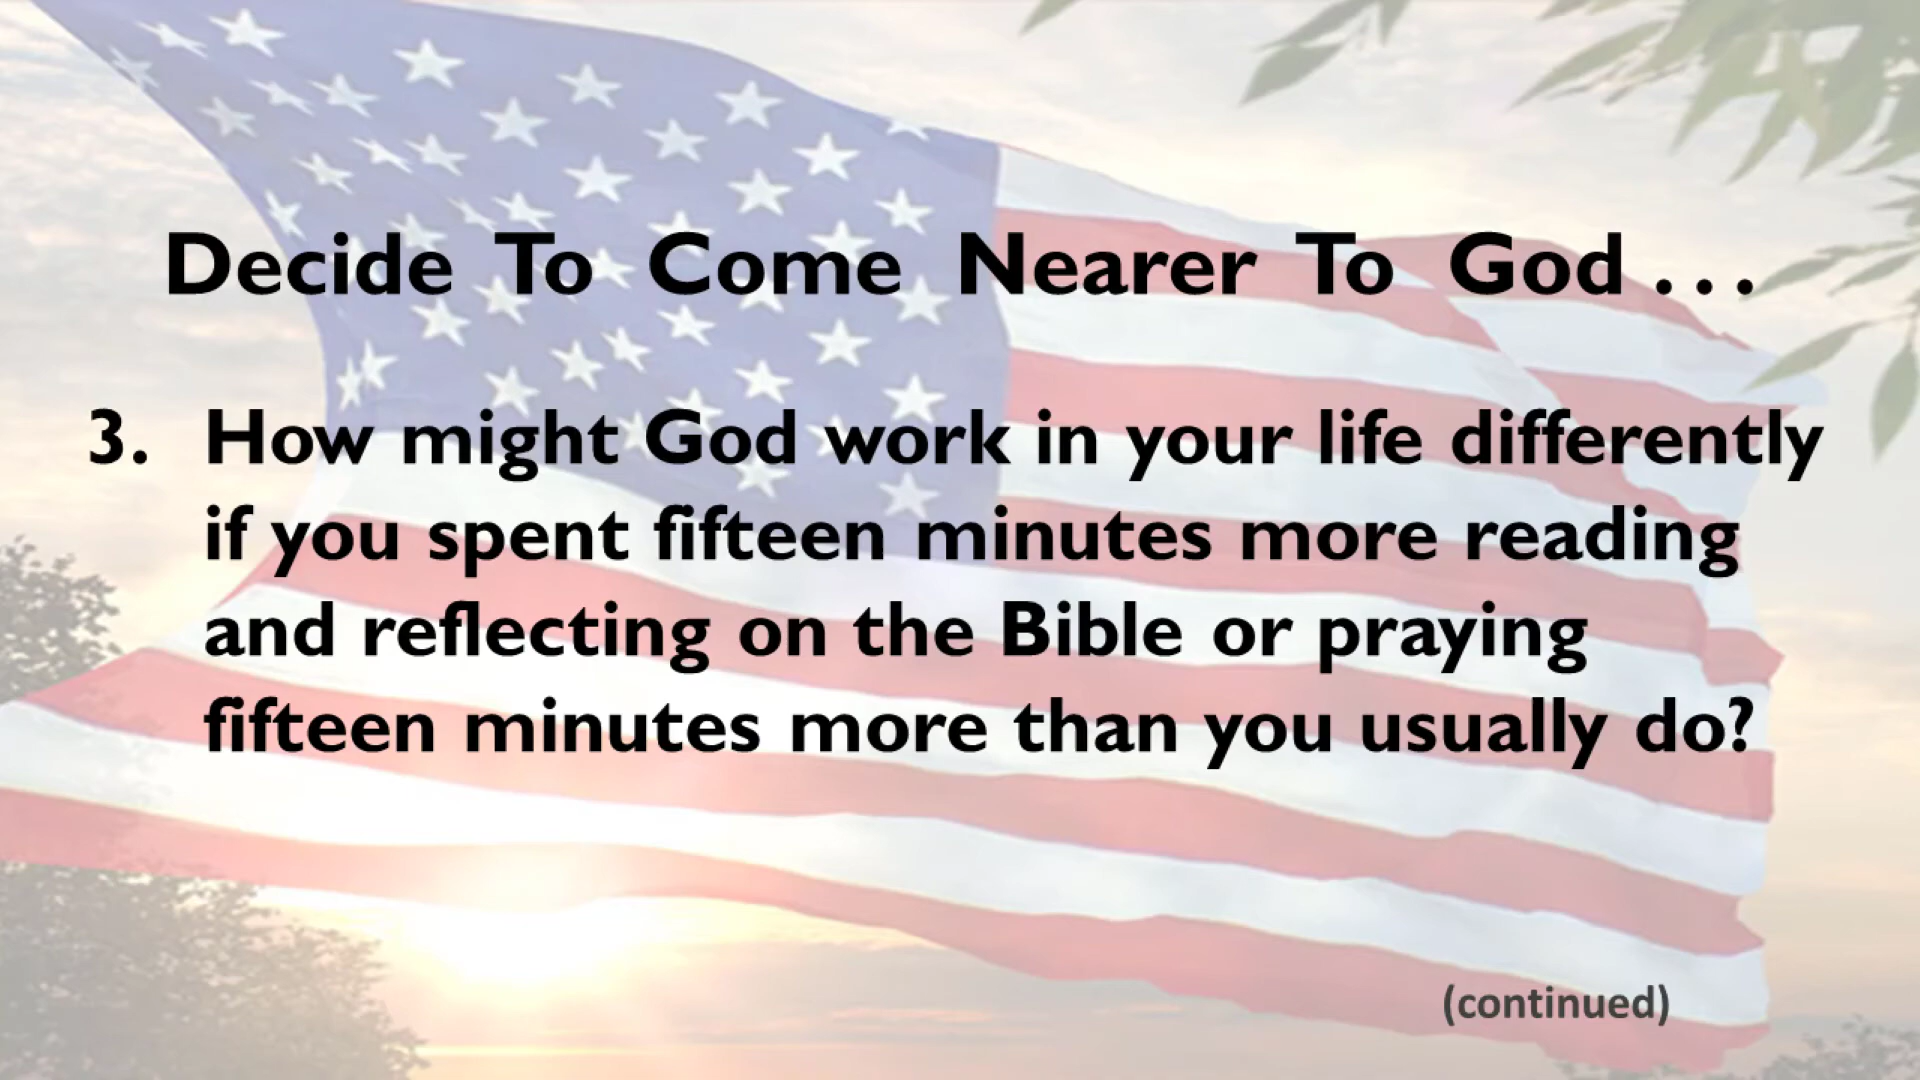 Decide To Come Nearer To God . . .
3. How might God work in your life differently
if you spent fifteen minutes more reading
and reflecting on the Bible or praying
fifteen minutes more than you usually do?
(continued)